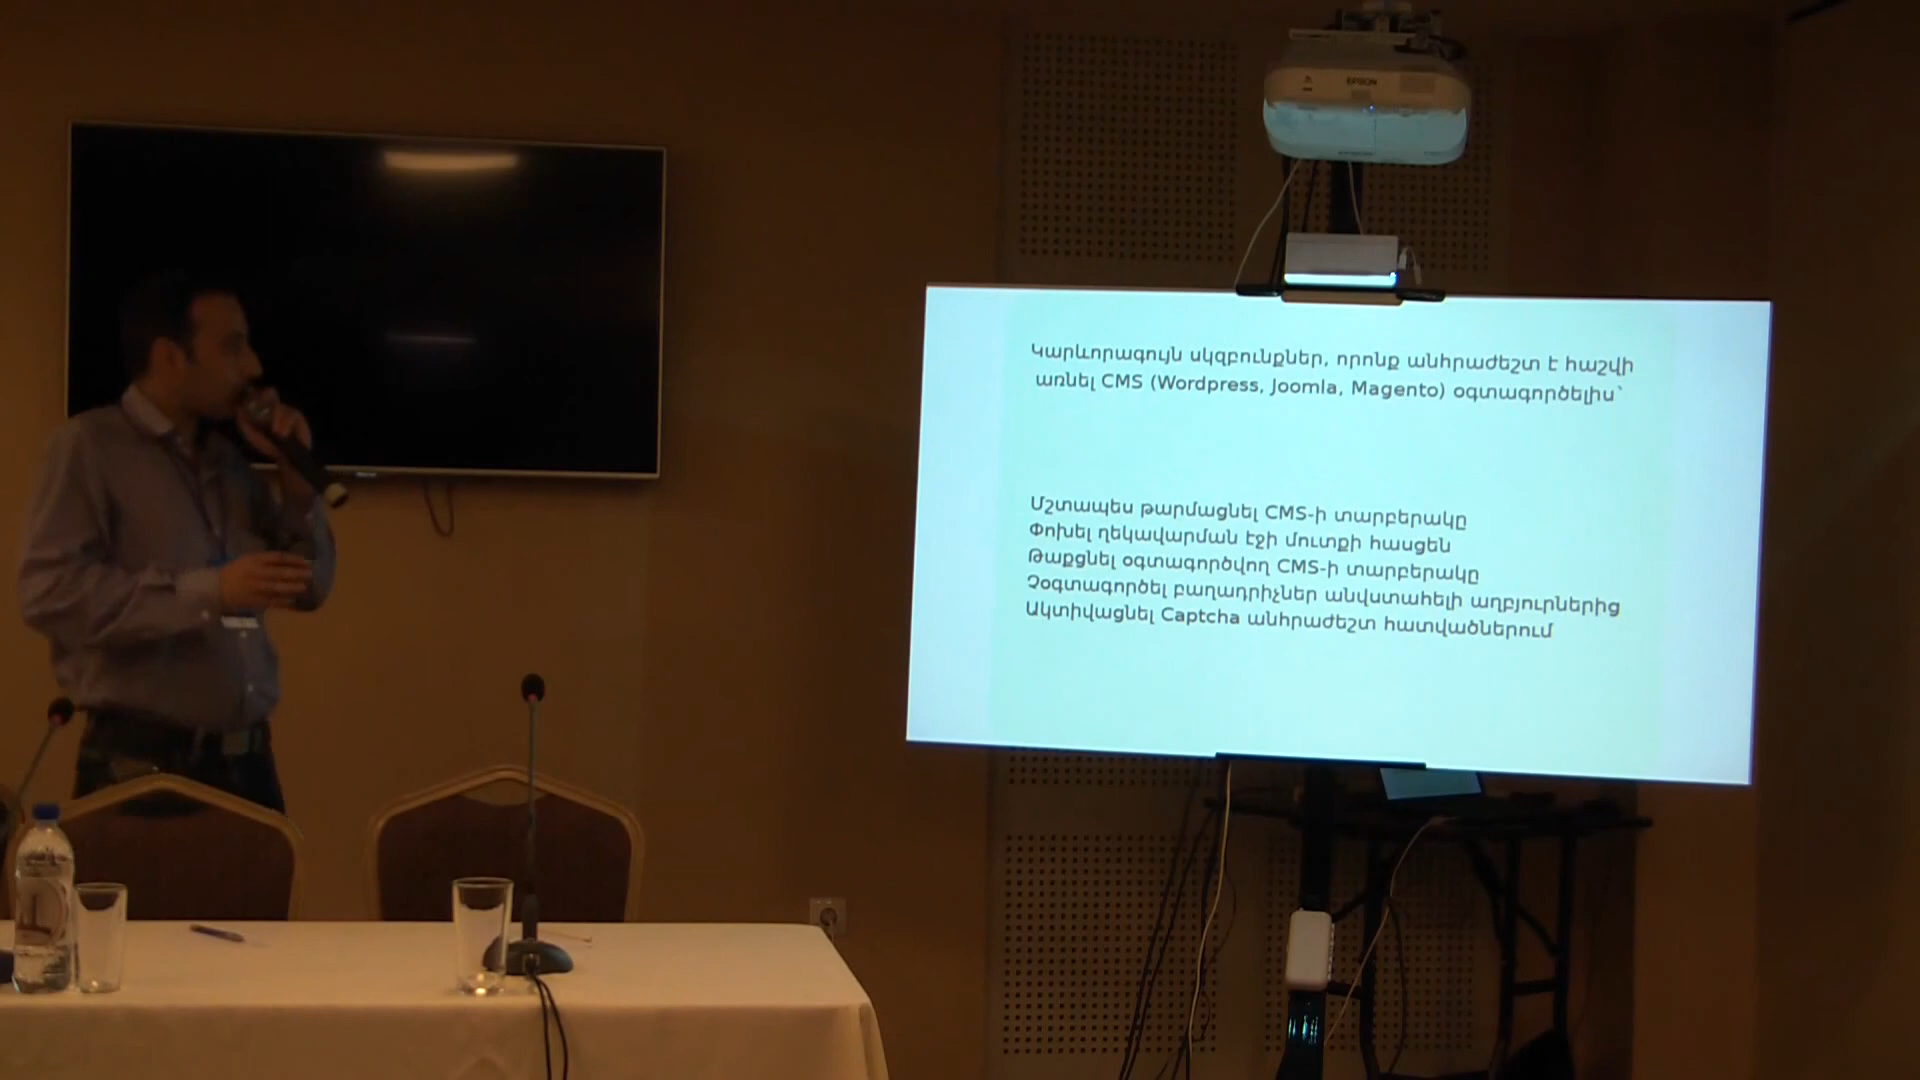 EPSON
Կարևորագույն սկզբունքներ, որոնք անհրաժեշտ է հաշվի
առնել CMS (Wordpress, Joomla, Magento) օգտագործելիս՝
Մշտապես թարմացնել CMS-ի տարբերակը
Փոխել ղեկավարման էջի մուտքի հասցեն
Թաքցնել օգտագործվող CMS-ի տարբերակը
Չօգտագործել բաղադրիչներ անվստահելի աղբյուրներից
Ակտիվացնել Captcha անհրաժեշտ հատվածներում